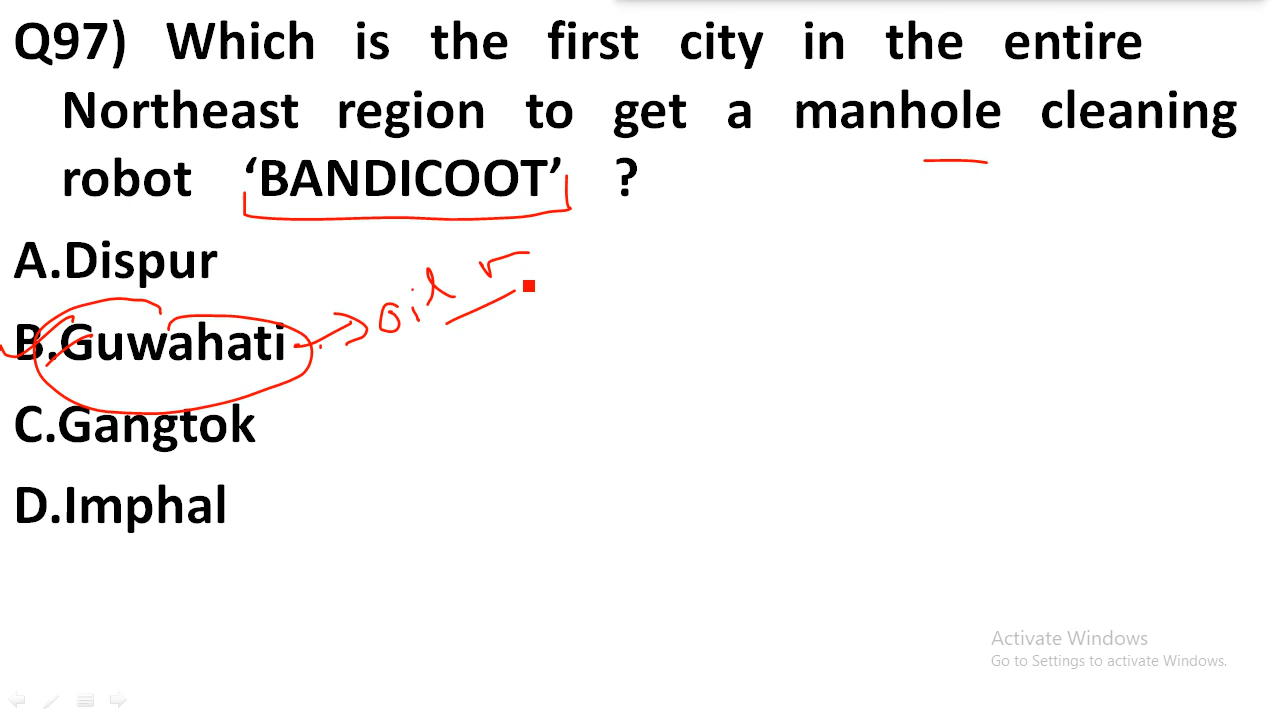 Q97) Which is the first city in the entire
Northeast region to get a manhole cleaning
robot ‘BANDICOOT’ ?
A.Dispur
B.Guwahati
oil
C.Gangtok
D.Imphal
Activate Windows
Go to Settings to activate Windows.